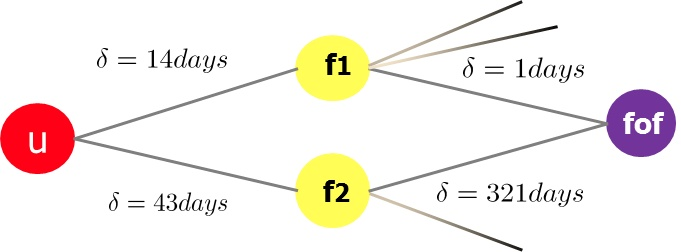 δ = 14days
f1
δ = 1days
u
fof
f2
δ = 43days
δ = 321days